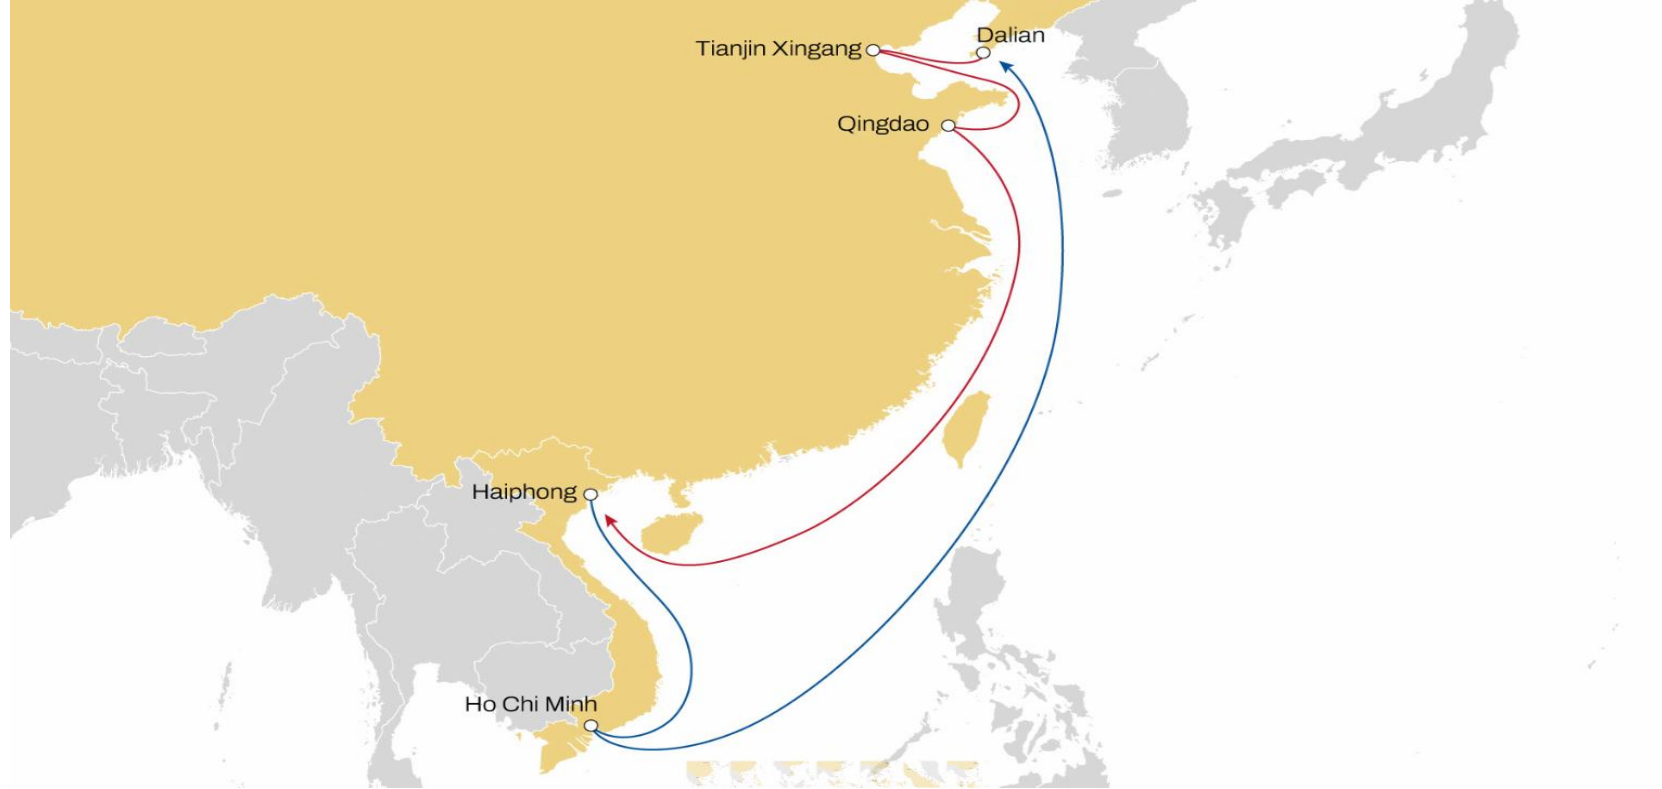 Dalian
Tianjin Xingang
Qingdao
Haiphong
Ho Chi Minh